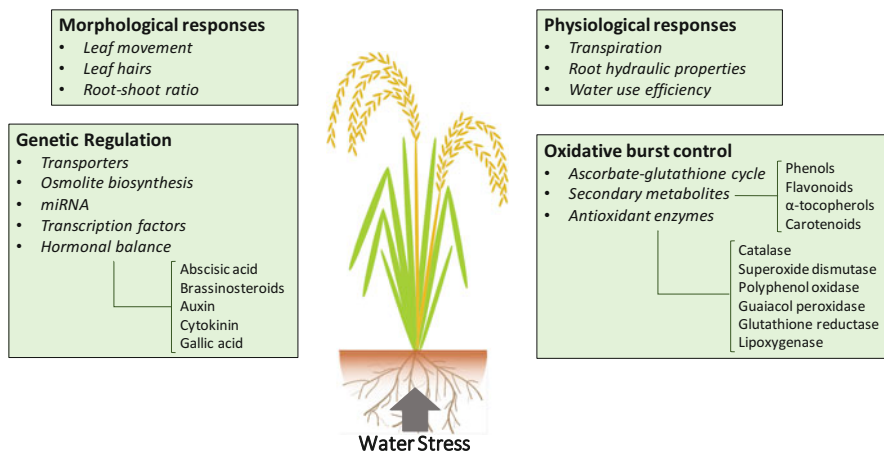 Morphological responses
• Leaf movement
• Leaf hairs
• Root-shoot ratio
Physiological responses
• Transpiration
• Root hydraulic properties
• Water use efficiency
Genetic Regulation
• Transporters
• Osmolite biosynthesis
• miRNA
• Transcription factors
• Hormonal balance
Abscisic acid
Brassinosteroids
Auxin
Cytokinin
Gallic acid
Oxidative burst control
• Ascorbate-glutathione cycle
• Secondary metabolites
• Antioxidant enzymes
Phenols
Flavonoids
α-tocopherols
Carotenoids
Catalase
Superoxide dismutase
Polyphenol oxidase
Guaiacol peroxidase
Glutathione reductase
Lipoxygenase
Water Stress